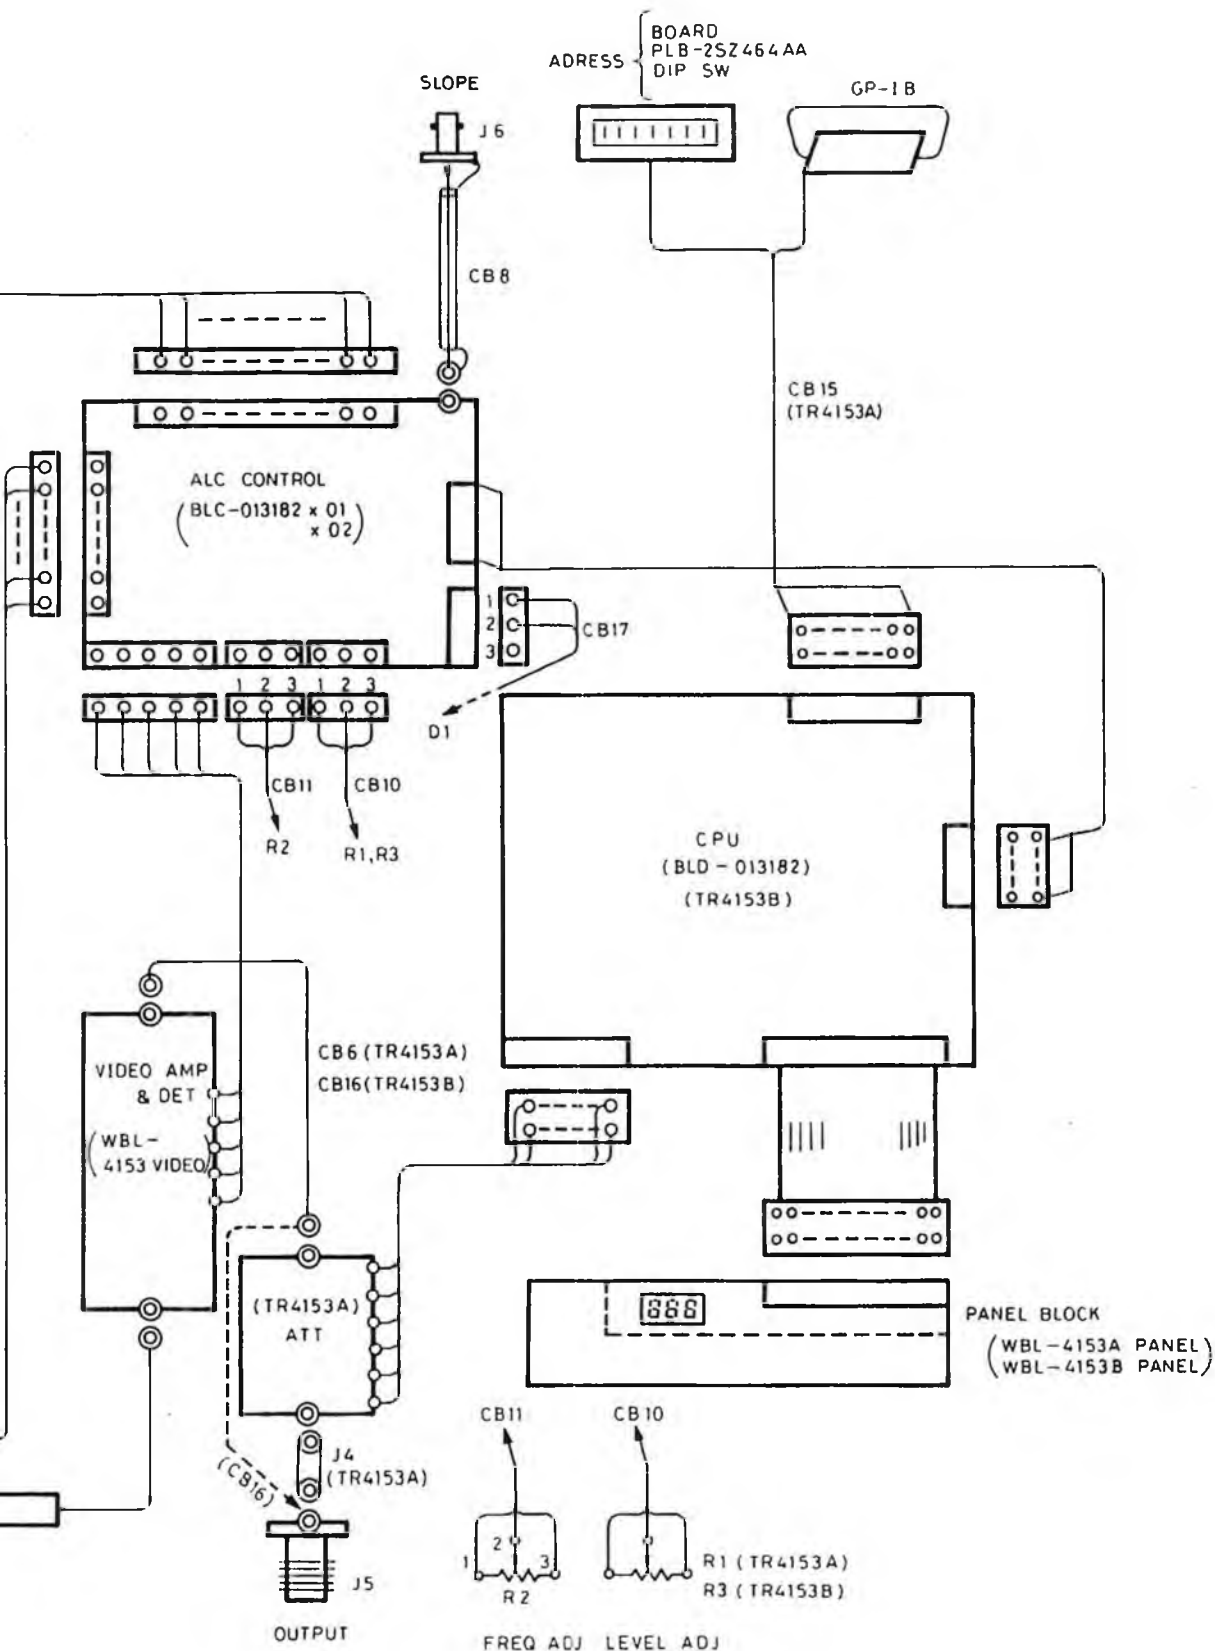 BOARD
ADRESS
PLB-2SZ464AA
DIP SW
SLOPE
GP-IB
J6
CB8
CB15
(TR4153A)
ALC CONTROL
(BLC-013182 x 01
x 02)
1
2
3
CB17
1 2 3 1 2 3
D1
CB11
CB10
R2
R1,R3
CPU
(BLD-013182)
(TR4153B)
CB6 (TR4153A)
CB16 (TR4153B)
VIDEO AMP
& DET
(WBL-
4153 VIDEO)
(TR4153A)
ATT
888
PANEL BLOCK
(WBL-4153A PANEL)
(WBL-4153B PANEL)
CB11
CB10
J4
(TR4153A)
(CB16)
1 2 3
R2
R1 (TR4153A)
R3 (TR4153B)
J5
OUTPUT
FREQ ADJ LEVEL ADJ